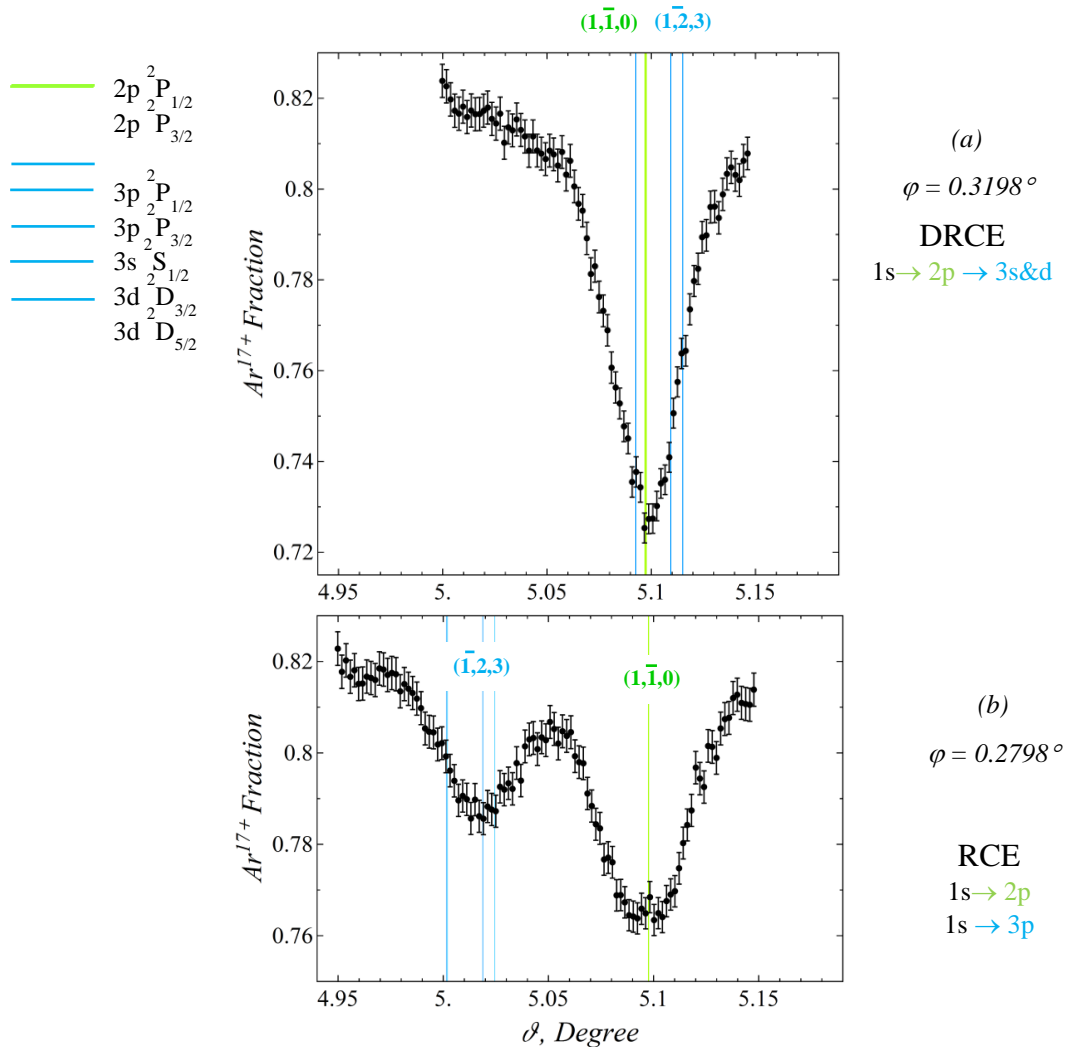 (1,1̅,0) (1,2̅,3)
2p ²P₁/₂
2p ²P₃/₂
3p ²P₁/₂
3p ²P₃/₂
3s ²S₁/₂
3d ²D₃/₂
3d ²D₅/₂
0.82
0.8
0.78
0.76
0.74
0.72
Ar¹⁷⁺ Fraction
4.95 5. 5.05 5.1 5.15
(a)
φ = 0.3198°
DRCE
1s→ 2p → 3s&d
0.82
0.8
0.78
0.76
Ar¹⁷⁺ Fraction
(1̅,2,3) (1,1̅,0)
4.95 5. 5.05 5.1 5.15
ϑ, Degree
(b)
φ = 0.2798°
RCE
1s→ 2p
1s → 3p